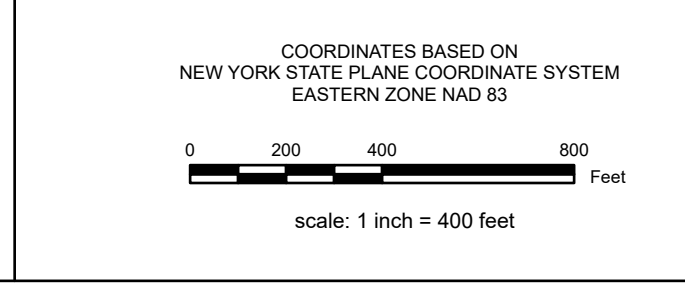 COORDINATES BASED ON
NEW YORK STATE PLANE COORDINATE SYSTEM
EASTERN ZONE NAD 83
0 200 400 800
Feet
scale: 1 inch = 400 feet